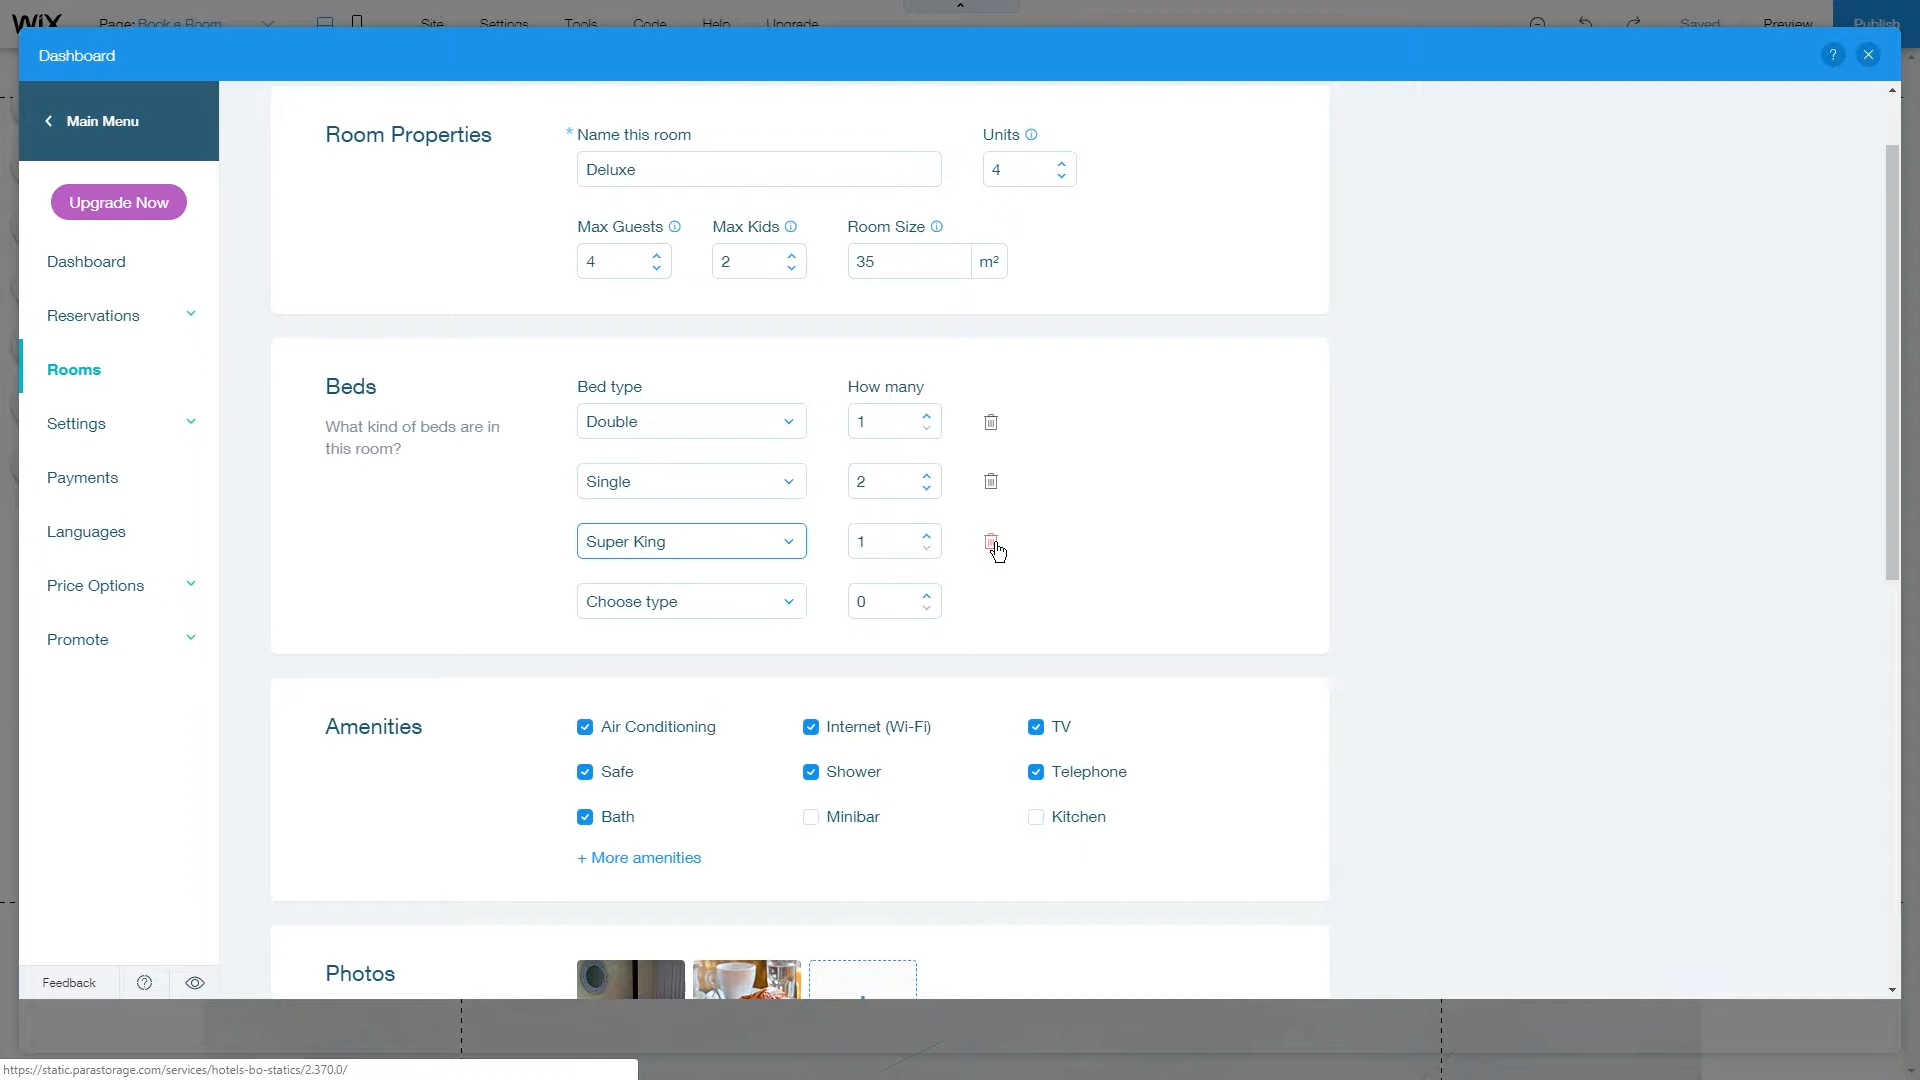 WIX Page: Book a Room Site Settings Tools Code Help Upgrade Saved Preview Publish
Dashboard ?
Main Menu
Upgrade Now
Dashboard
Reservations
Rooms
Settings
Payments
Languages
Price Options
Promote
Feedback
Room Properties
* Name this room
Units
Deluxe
4
Max Guests
Max Kids
Room Size
4
2
35 m²
Beds
What kind of beds are in
this room?
Bed type
How many
Double 1
Single 2
Super King 1
Choose type 0
Amenities
Air Conditioning Internet (Wi-Fi) TV
Safe Shower Telephone
Bath Minibar Kitchen
+ More amenities
Photos
https://static.parastorage.com/services/hotels-bo-statics/2.370.0/